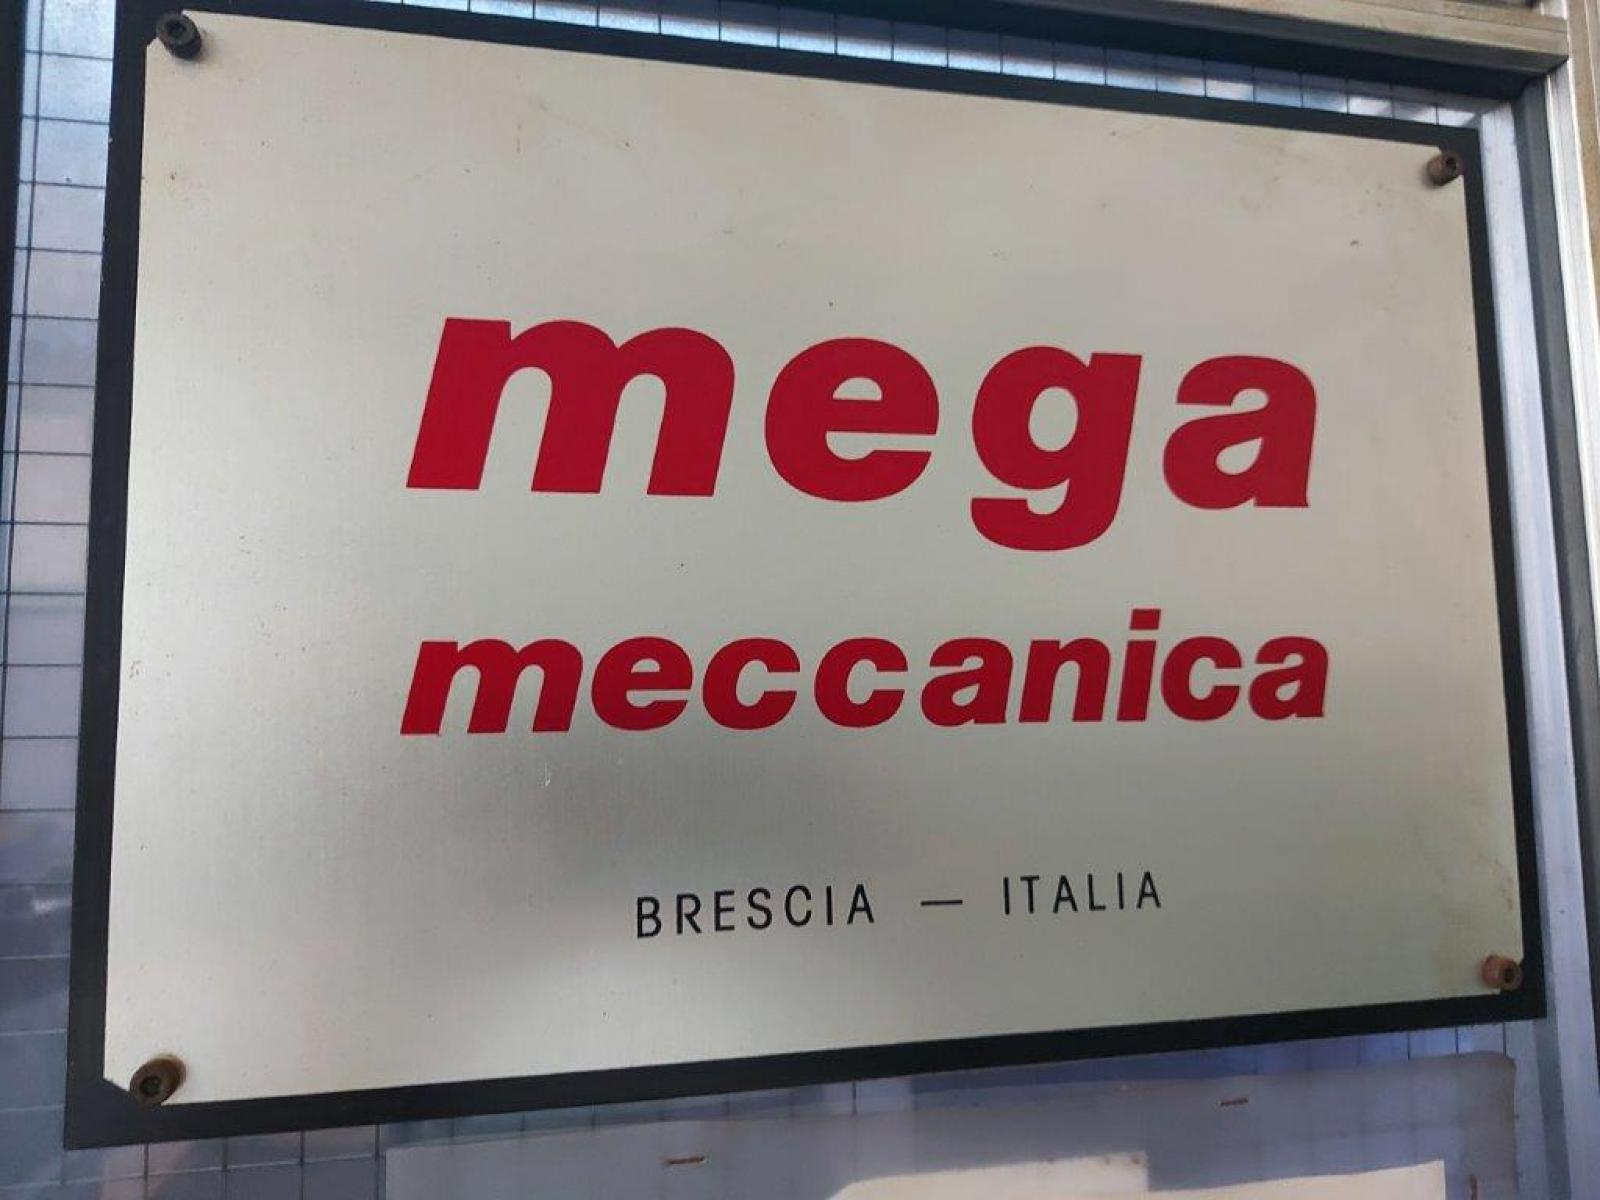 mega
meccanica
BRESCIA — ITALIA